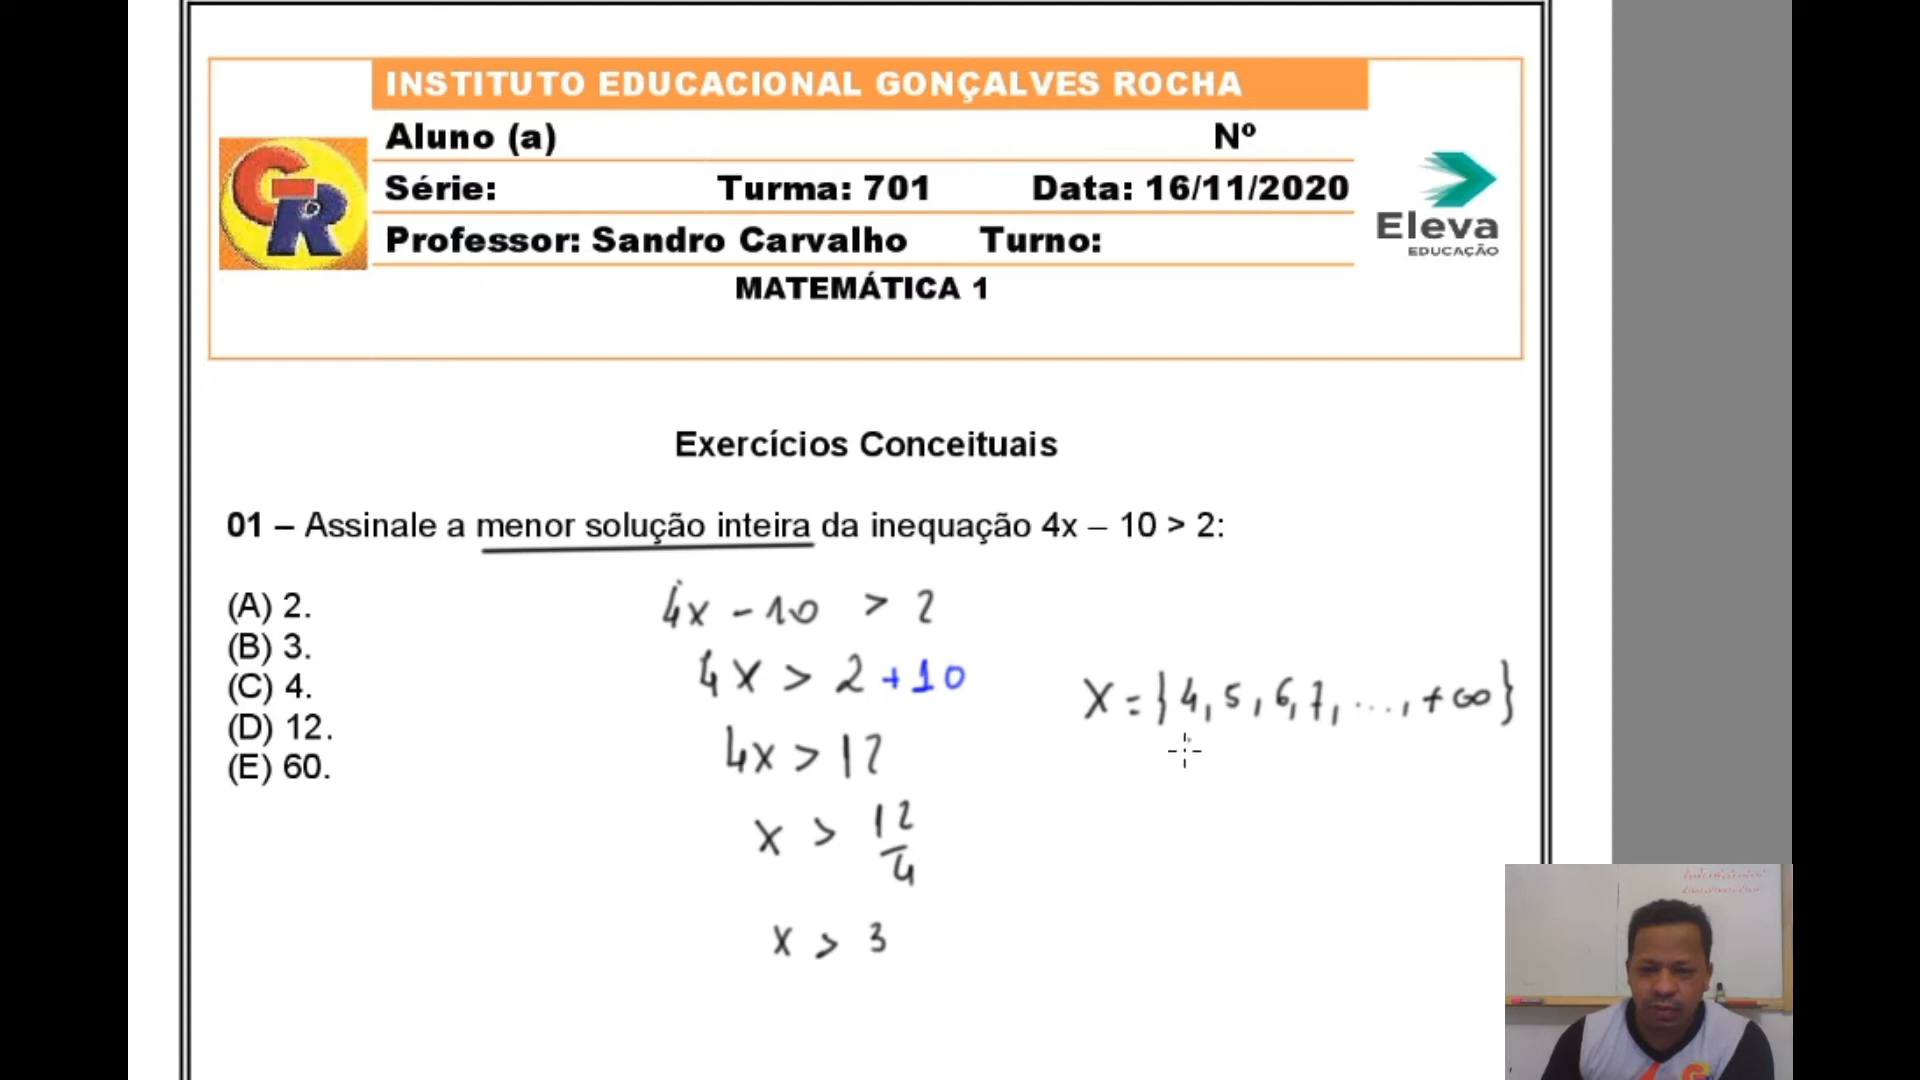 INSTITUTO EDUCACIONAL GONÇALVES ROCHA
Aluno (a) Nº
Série: Turma: 701 Data: 16/11/2020
Professor: Sandro Carvalho Turno:
MATEMÁTICA 1
GR
Eleva
EDUCAÇÃO
Exercícios Conceituais
01 – Assinale a menor solução inteira da inequação 4x – 10 > 2:
(A) 2.
(B) 3.
(C) 4.
(D) 12.
(E) 60.
4x - 10 > 2
4x > 2 + 10
4x > 12
x > 12/4
x > 3
X = {4, 5, 6, 7, ..., +∞}